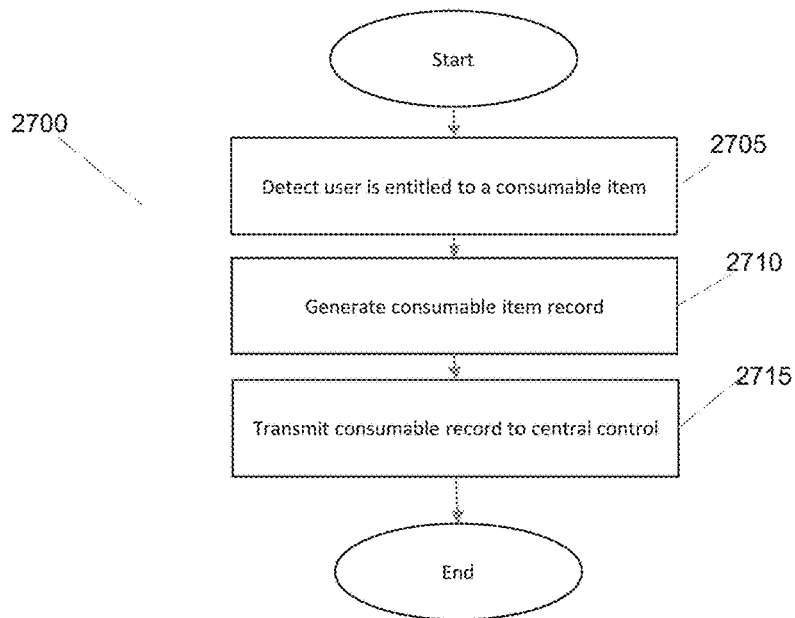 Start
2700
2705
Detect user is entitled to a consumable item
2710
Generate consumable item record
2715
Transmit consumable record to central control
End